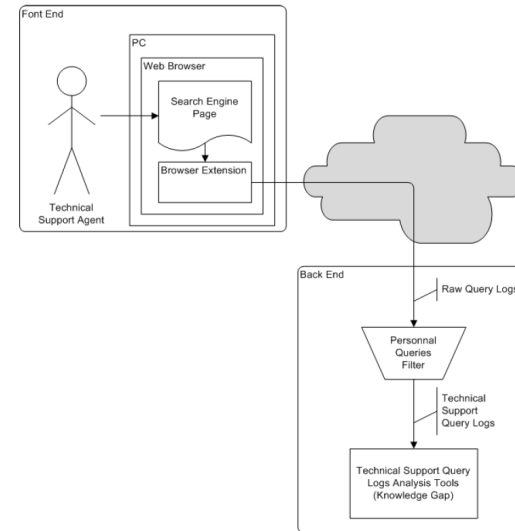 Font End
PC
Web Browser
Search Engine
Page
Browser Extension
Technical
Support Agent
Back End
Raw Query Logs
Personnal
Queries
Filter
Technical
Support
Query Logs
Technical Support Query
Logs Analysis Tools
(Knowledge Gap)